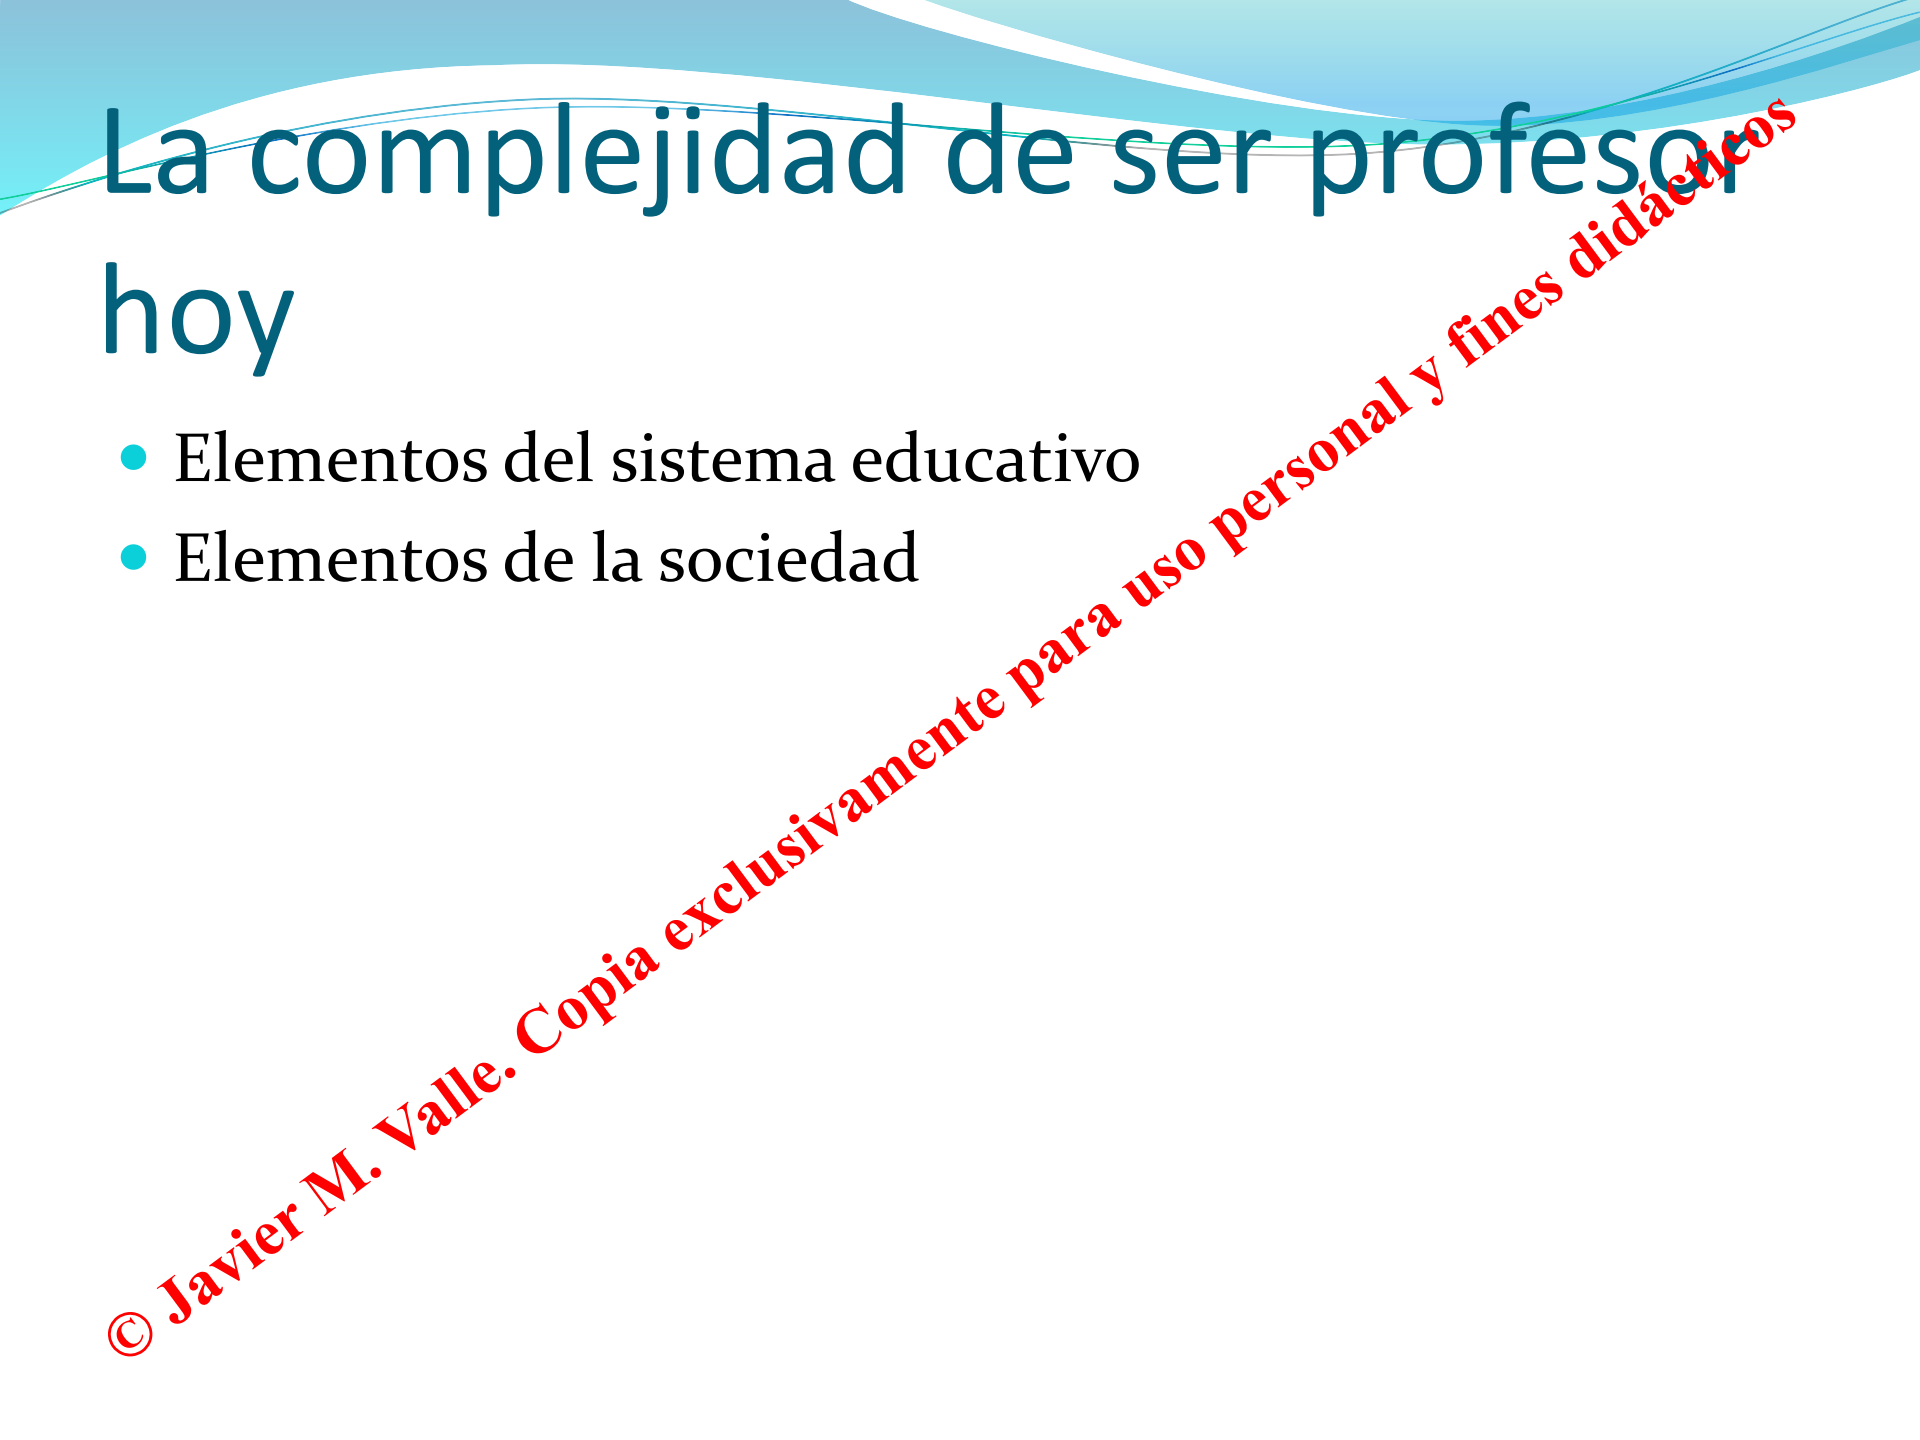 La complejidad de ser profesor
hoy
Elementos del sistema educativo
Elementos de la sociedad
© Javier M. Valle. Copia exclusivamente para uso personal y fines didácticos